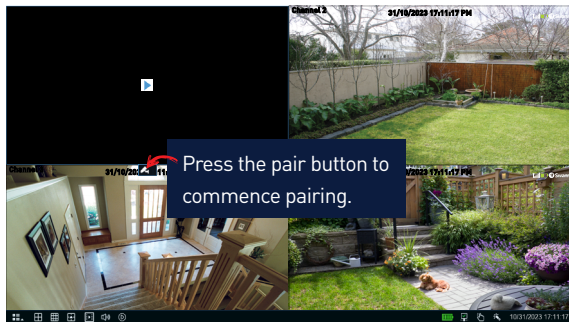 Channel 2
31/10/2023 17:11:17 PM
Press the pair button to
commence pairing.
10/31/2023 17:11:17